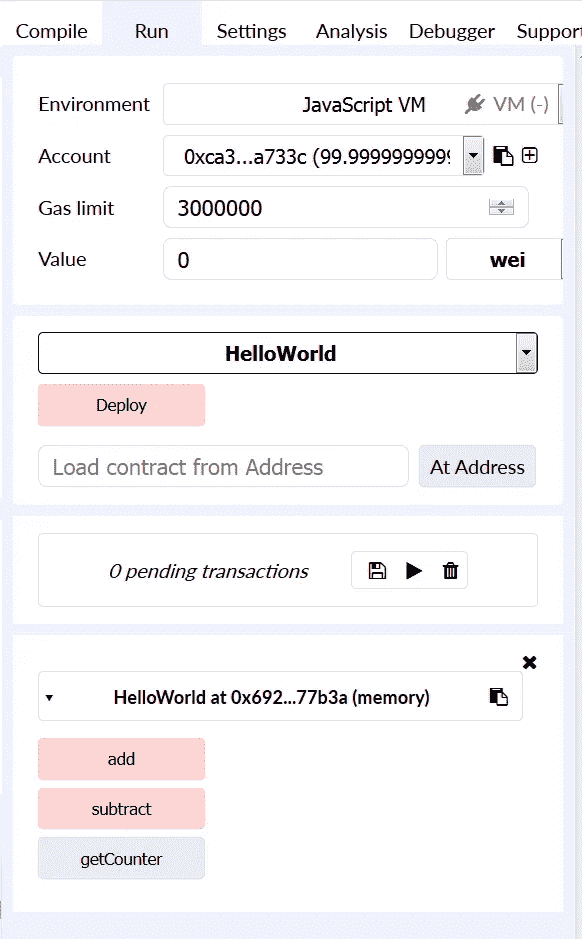 Compile Run Settings Analysis Debugger Support
Environment JavaScript VM VM (-)
Account 0xca3...a733c (99.9999999999
Gas limit 3000000
Value 0 wei
HelloWorld
Deploy
Load contract from Address At Address
0 pending transactions
HelloWorld at 0x692...77b3a (memory)
add
subtract
getCounter